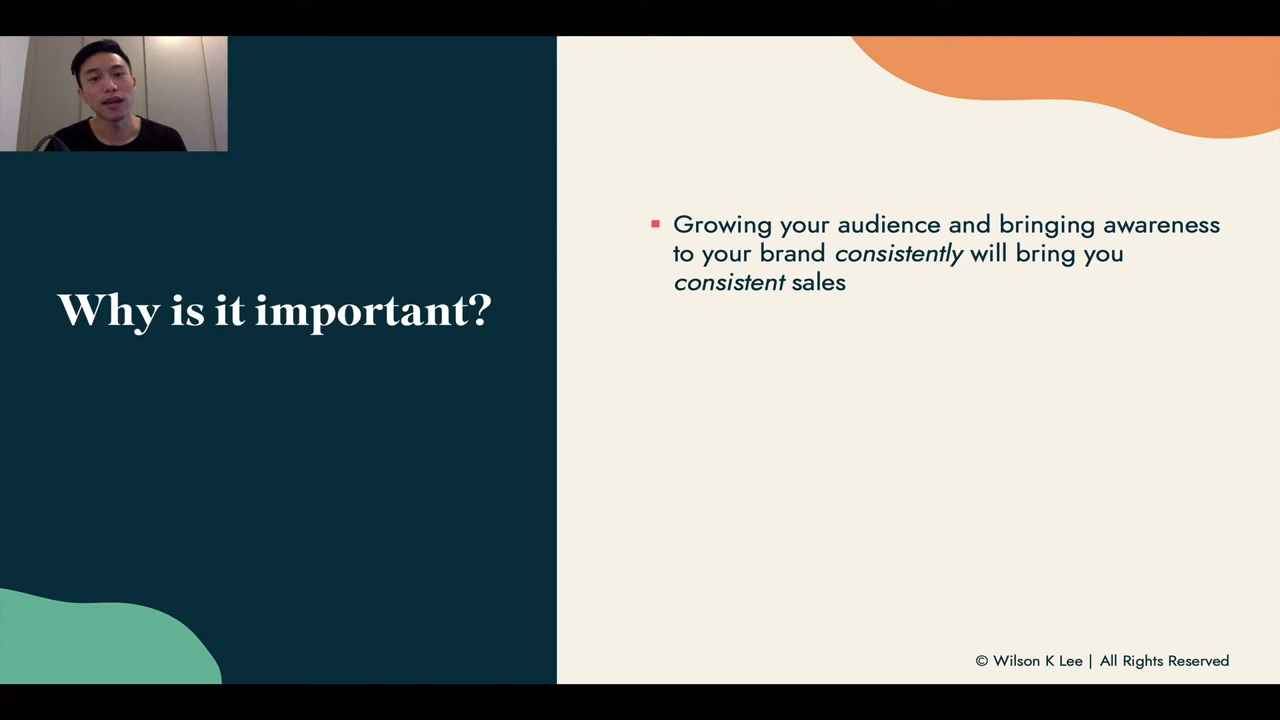 Why is it important?
Growing your audience and bringing awareness
to your brand consistently will bring you
consistent sales
© Wilson K Lee | All Rights Reserved